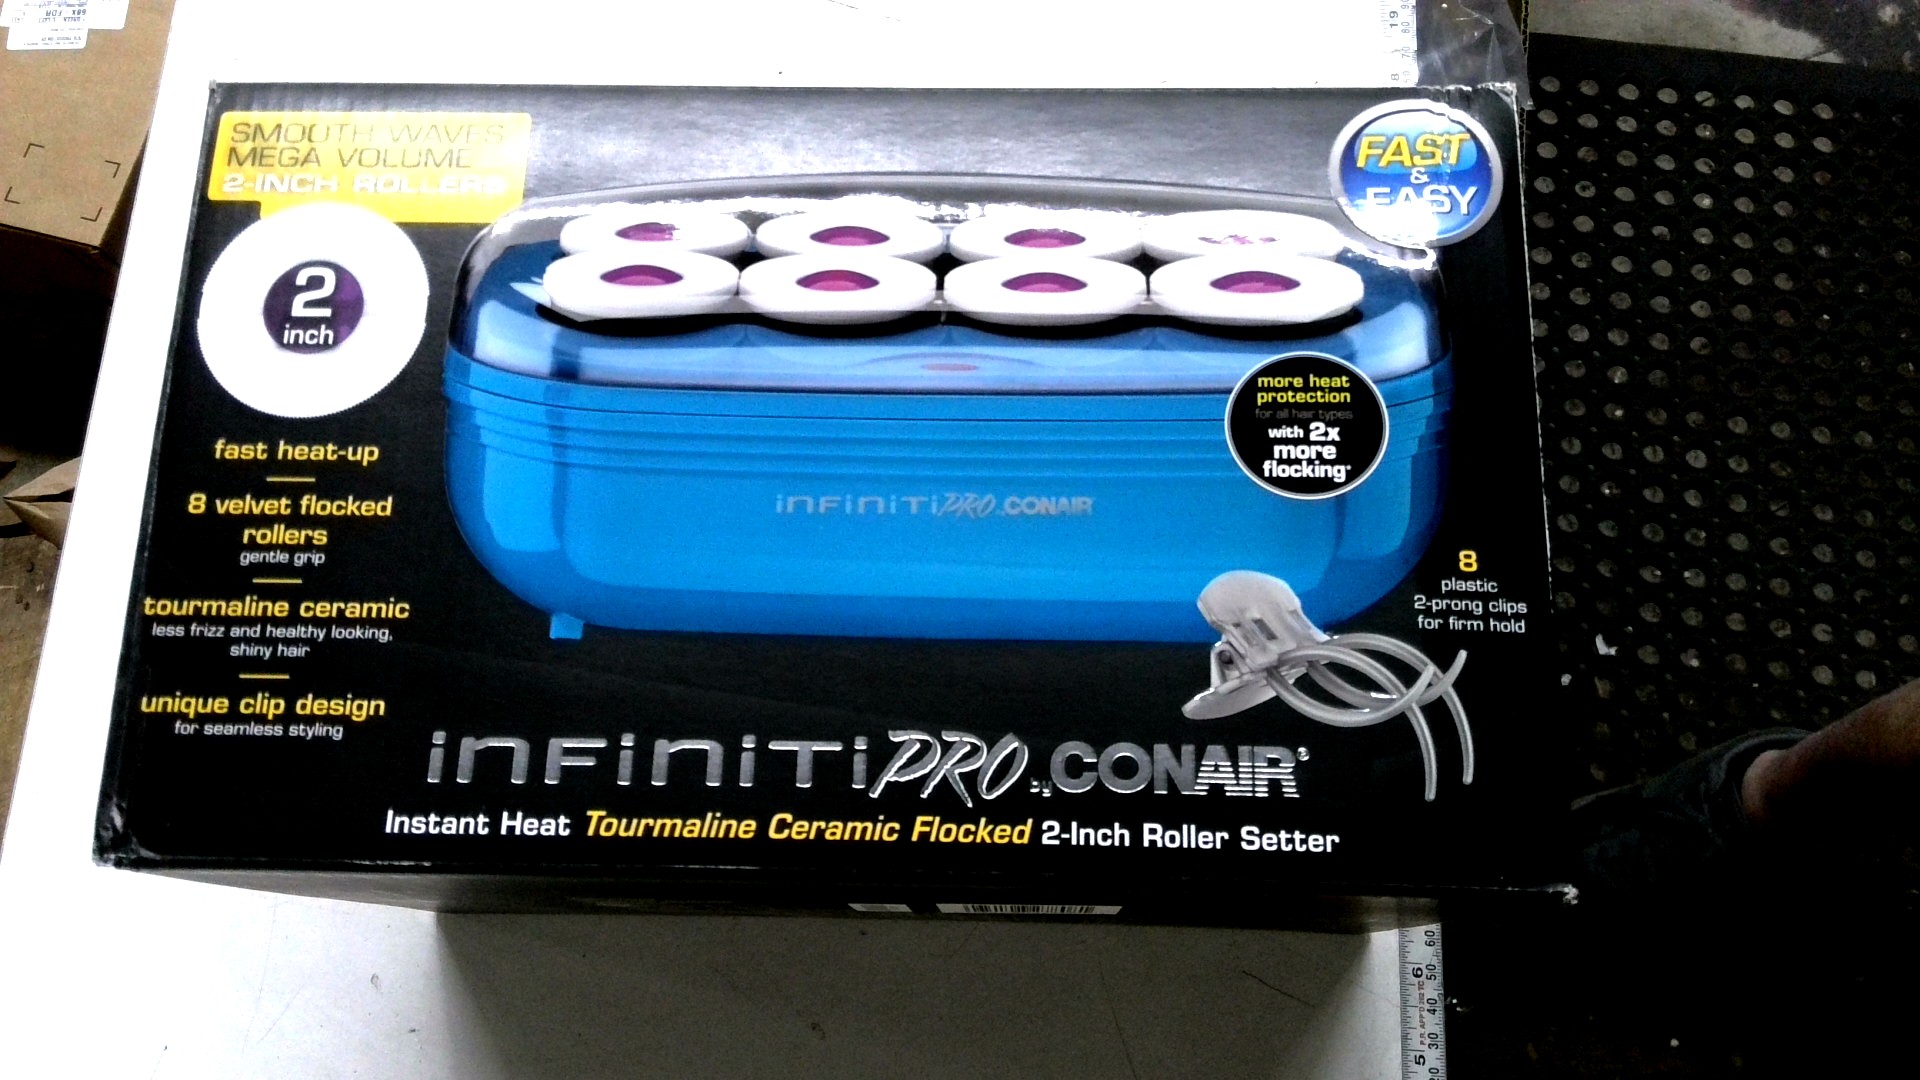 SMOOTH WAVES
MEGA VOLUME
2-INCH ROLLERS
FAST
&
EASY
2
inch
more heat
protection
for all hair types
with 2x
more
flocking*
fast heat-up
8 velvet flocked
rollers
gentle grip
tourmaline ceramic
less frizz and healthy looking,
shiny hair
unique clip design
for seamless styling
inFiniTiPRO by CONAIR
8
plastic
2-prong clips
for firm hold
inFiniTiPRO by CONAIR®
Instant Heat Tourmaline Ceramic Flocked 2-Inch Roller Setter